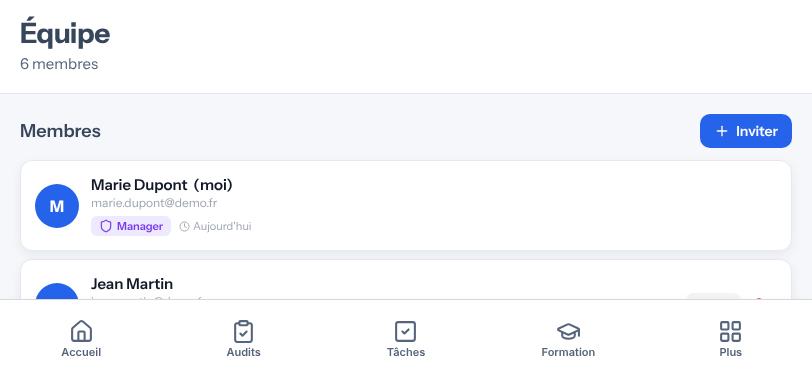 Équipe
6 membres
Membres
Inviter
Marie Dupont (moi)
marie.dupont@demo.fr
M
Manager
Aujourd'hui
Jean Martin
Accueil
Audits
Tâches
Formation
Plus